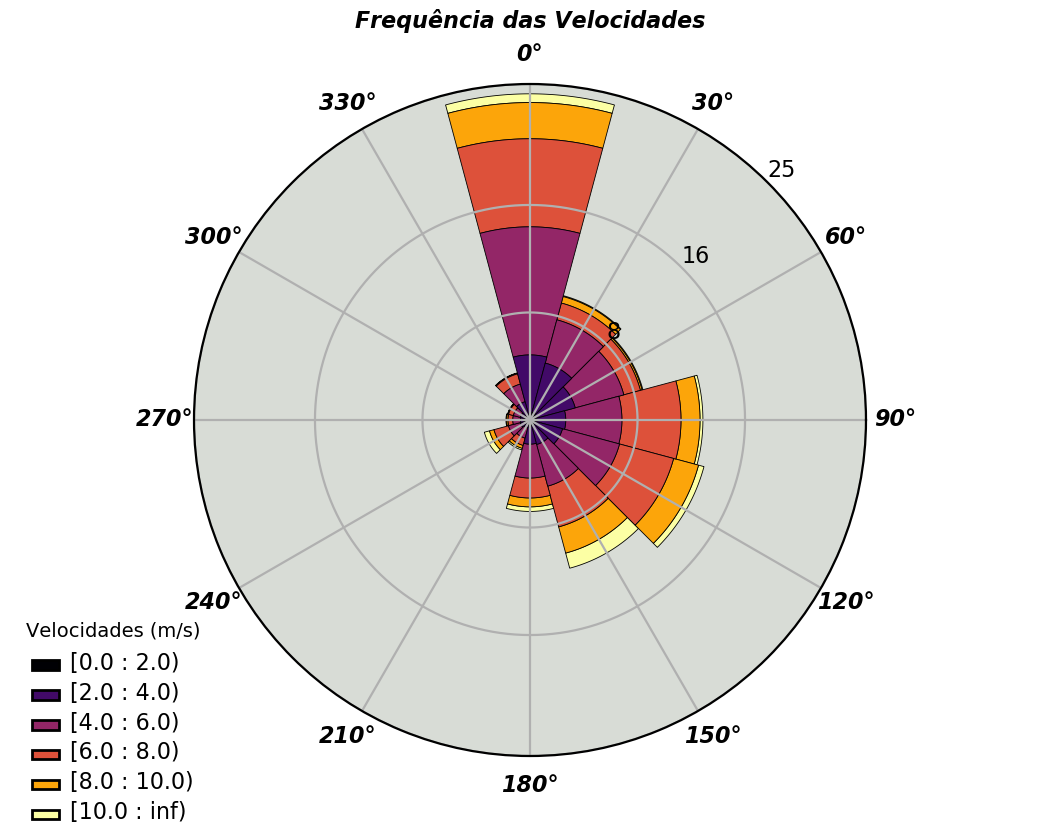 Frequência das Velocidades
0°
330°
30°
25
300°
60°
16
8
270°
90°
240°
120°
210°
150°
180°
Velocidades (m/s)
[0.0 : 2.0)
[2.0 : 4.0)
[4.0 : 6.0)
[6.0 : 8.0)
[8.0 : 10.0)
[10.0 : inf)